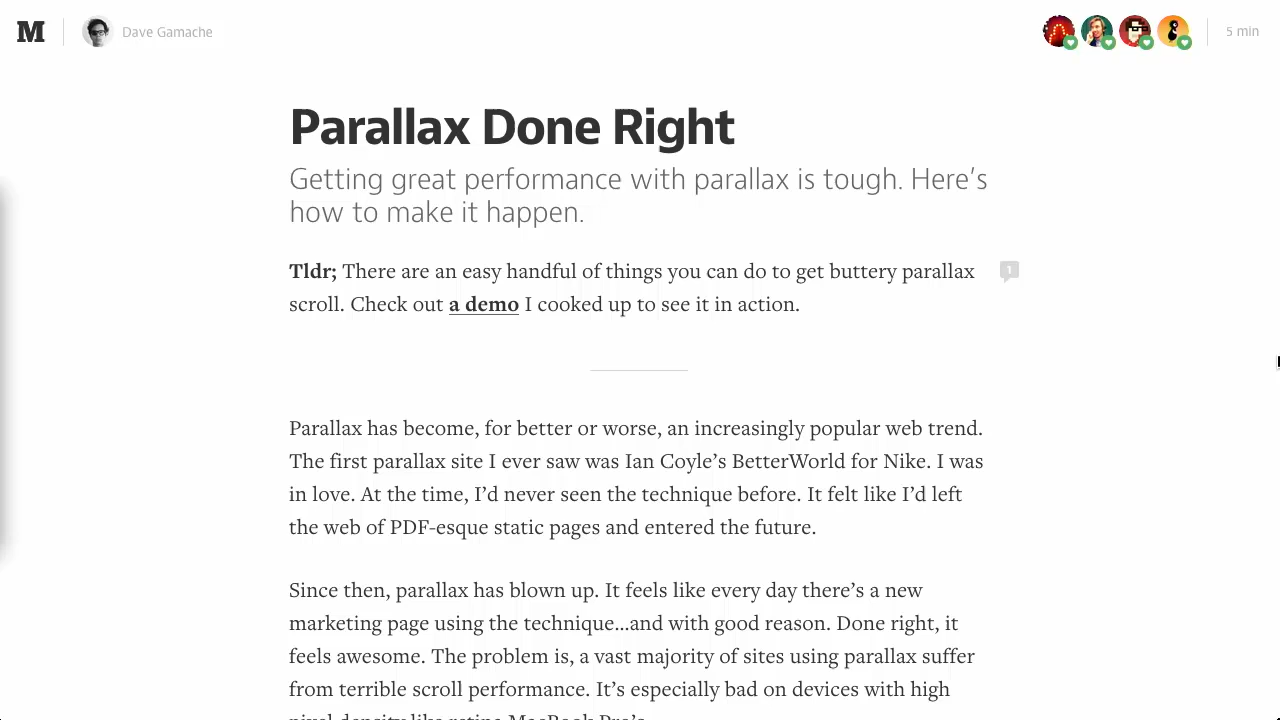 M
Dave Gamache
5 min
Parallax Done Right
Getting great performance with parallax is tough. Here’s
how to make it happen.
Tldr; There are an easy handful of things you can do to get buttery parallax
1
scroll. Check out a demo I cooked up to see it in action.
Parallax has become, for better or worse, an increasingly popular web trend.
The first parallax site I ever saw was Ian Coyle’s BetterWorld for Nike. I was
in love. At the time, I’d never seen the technique before. It felt like I’d left
the web of PDF-esque static pages and entered the future.
Since then, parallax has blown up. It feels like every day there’s a new
marketing page using the technique…and with good reason. Done right, it
feels awesome. The problem is, a vast majority of sites using parallax suffer
from terrible scroll performance. It’s especially bad on devices with high
pixel density like retina MacBook Pro’s.